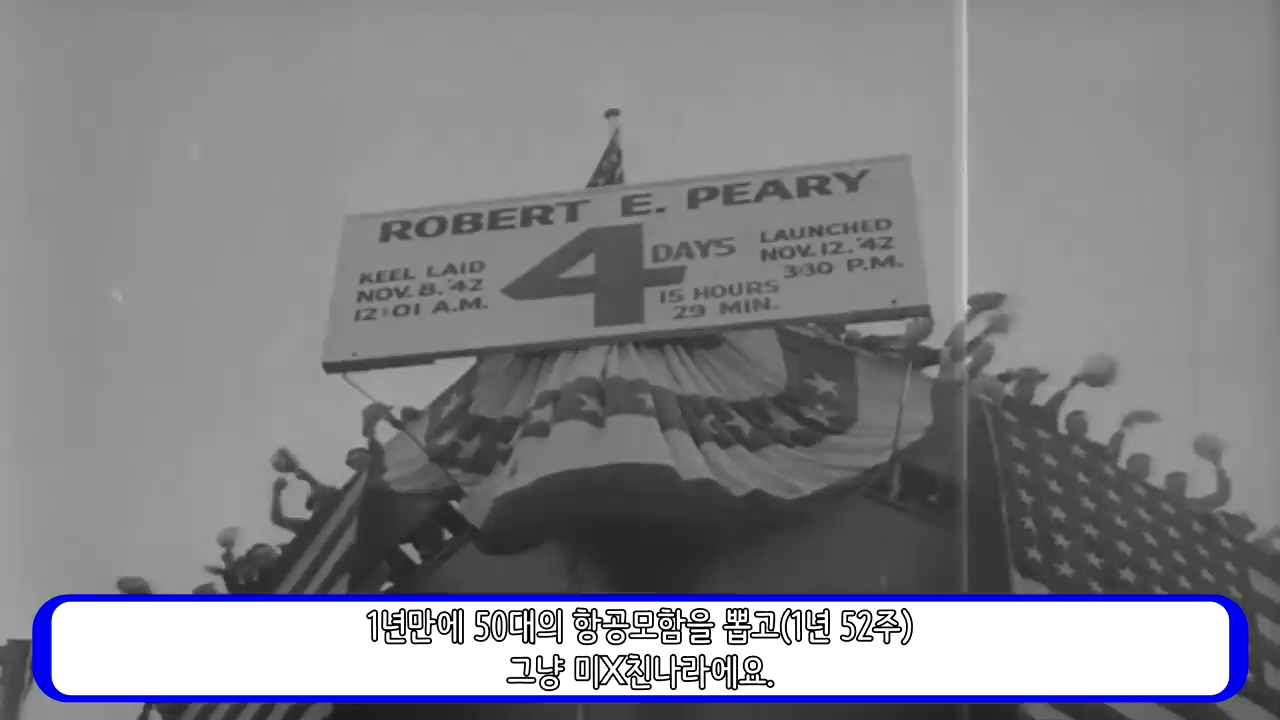 ROBERT E. PEARY
KEEL LAID
NOV. 8. '42
12:01 A.M.
4 DAYS
15 HOURS
29 MIN.
LAUNCHED
NOV. 12. '42
3:30 P.M.
1년만에 50대의 항공모함을 뽑고(1년 52주)
그냥 미X친나라에요.